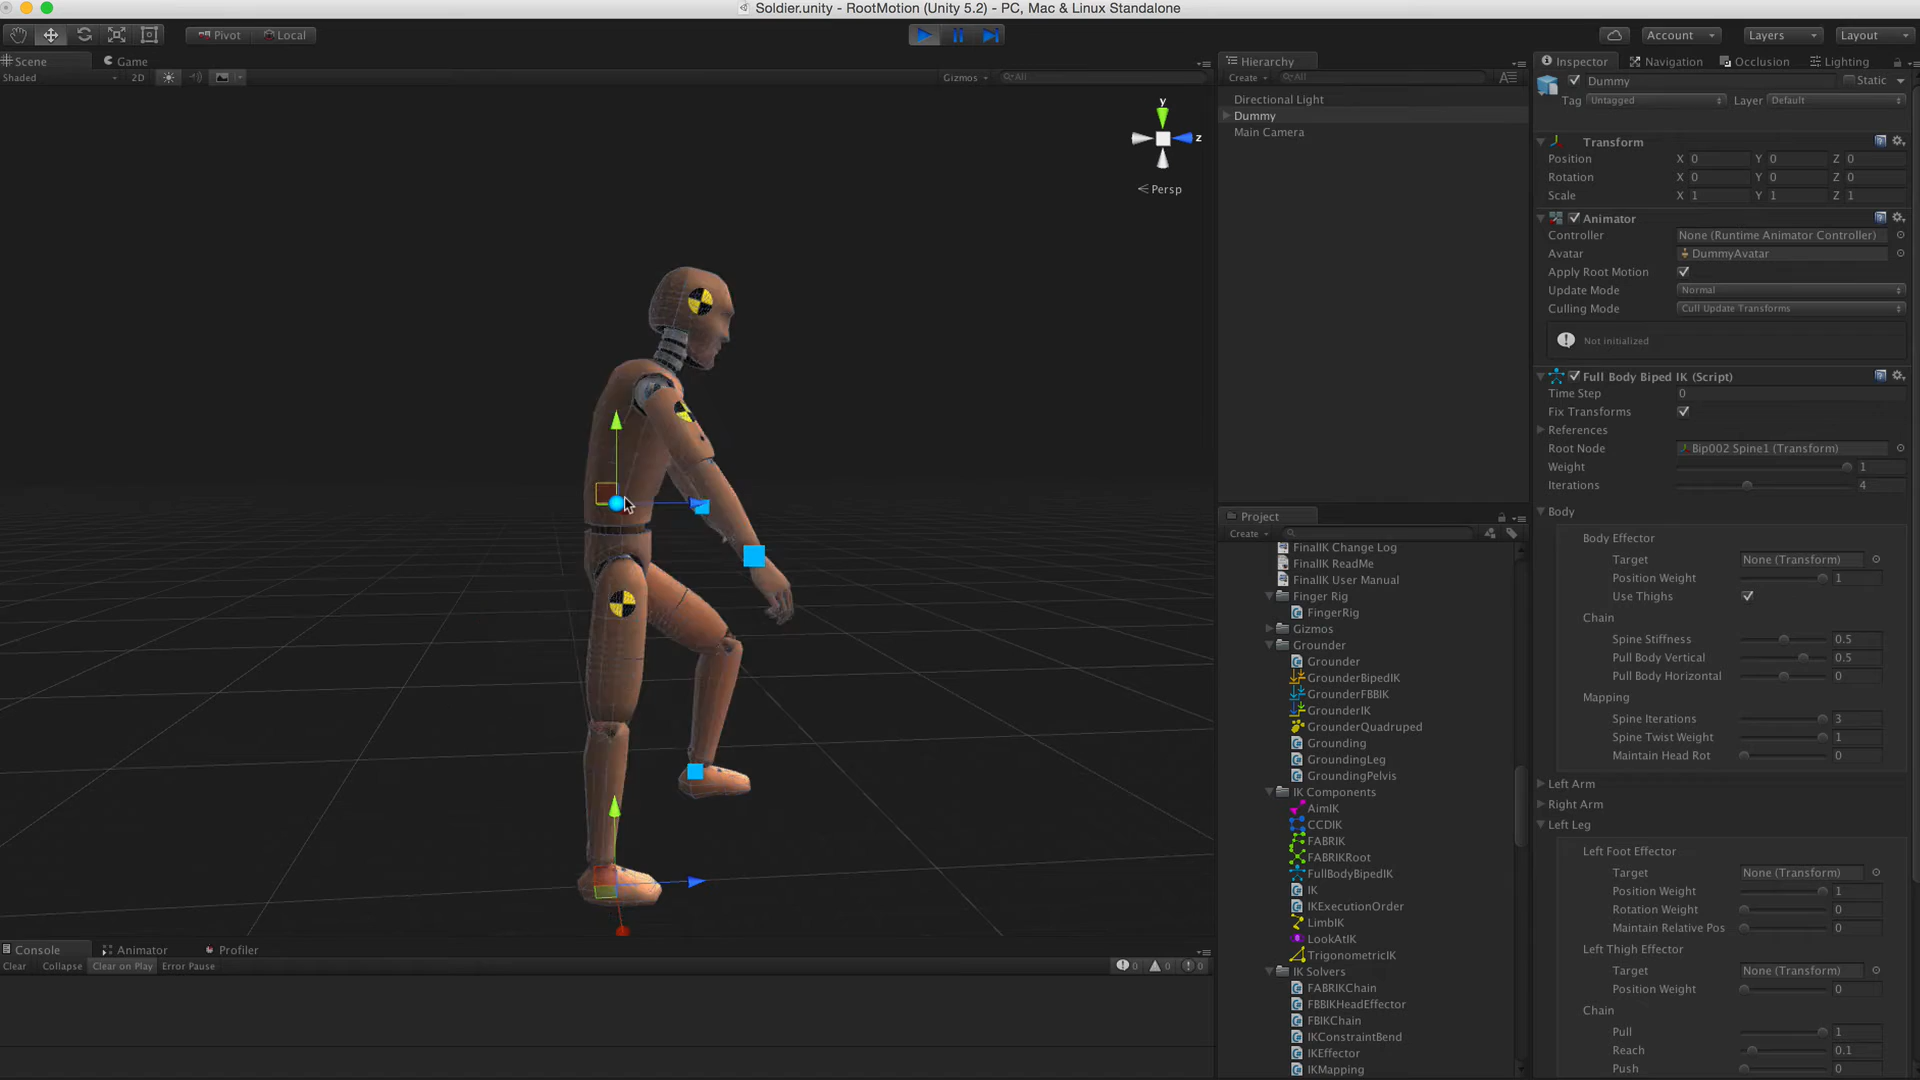 Soldier.unity - RootMotion (Unity 5.2) - PC, Mac & Linux Standalone
Pivot Local Account Layers Layout
Scene Game
Shaded 2D Gizmos All
y
z
Persp
Hierarchy
Create All
Directional Light
Dummy
Main Camera
Project
Create
FinalIK Change Log
FinalIK ReadMe
FinalIK User Manual
Finger Rig
FingerRig
Gizmos
Grounder
Grounder
GrounderBipedIK
GrounderFBBIK
GrounderIK
GrounderQuadruped
Grounding
GroundingLeg
GroundingPelvis
IK Components
AimIK
CCDIK
FABRIK
FABRIKRoot
FullBodyBipedIK
IK
IKExecutionOrder
LimbIK
LookAtIK
TrigonometricIK
IK Solvers
FABRIKChain
FBBIKHeadEffector
FBIKChain
IKConstraintBend
IKEffector
IKMapping
Inspector Navigation Occlusion Lighting
Dummy Static
Tag Untagged Layer Default
Transform
Position X 0 Y 0 Z 0
Rotation X 0 Y 0 Z 0
Scale X 1 Y 1 Z 1
Animator
Controller None (Runtime Animator Controller)
Avatar DummyAvatar
Apply Root Motion
Update Mode Normal
Culling Mode Cull Update Transforms
Not initialized
Full Body Biped IK (Script)
Time Step 0
Fix Transforms
References
Root Node Bip002 Spine1 (Transform)
Weight 1
Iterations 4
Body
Body Effector
Target None (Transform)
Position Weight 1
Use Thighs
Chain
Spine Stiffness 0.5
Pull Body Vertical 0.5
Pull Body Horizontal 0
Mapping
Spine Iterations 3
Spine Twist Weight 1
Maintain Head Rot 0
Left Arm
Right Arm
Left Leg
Left Foot Effector
Target None (Transform)
Position Weight 1
Rotation Weight 0
Maintain Relative Pos 0
Left Thigh Effector
Target None (Transform)
Position Weight 0
Chain
Pull 1
Reach 0.1
Push 0
Console Animator Profiler
Clear Collapse Clear on Play Error Pause 0 0 0